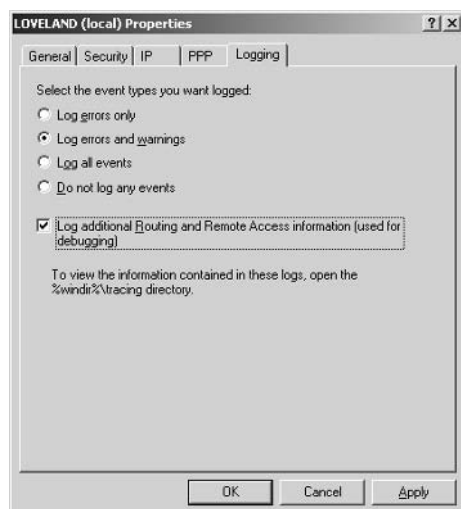 LOVELAND (local) Properties
General Security IP PPP Logging
Select the event types you want logged:
Log errors only
Log errors and warnings
Log all events
Do not log any events
Log additional Routing and Remote Access information (used for
debugging)
To view the information contained in these logs, open the
%windir%\tracing directory.
OK Cancel Apply